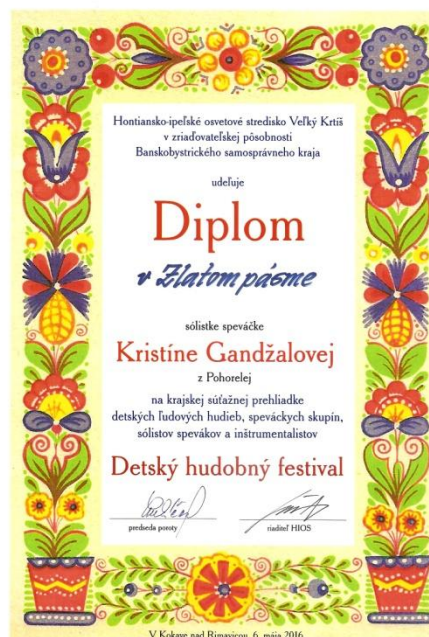 Hontiansko-ipeľské osvetové stredisko Veľký Krtíš
v zriaďovateľskej pôsobnosti
Banskobystrického samosprávneho kraja
udeľuje
Diplom
v Zlatom pásme
sólistke speváčke
Kristíne Gandžalovej
z Pohorelej
na krajskej súťažnej prehliadke
detských ľudových hudieb, speváckych skupín,
sólistov spevákov a inštrumentalistov
Detský hudobný festival
predseda poroty
riaditeľ HIOS
V Kokave nad Rimavicou, 6. mája 2016